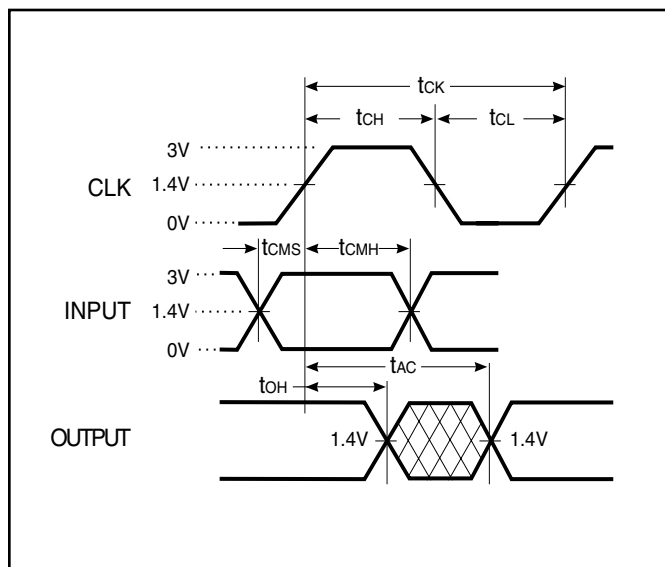 tCK
tCH tCL
3V
CLK 1.4V
0V
tCMS tCMH
3V
INPUT 1.4V
0V
tAC
tOH
OUTPUT 1.4V 1.4V